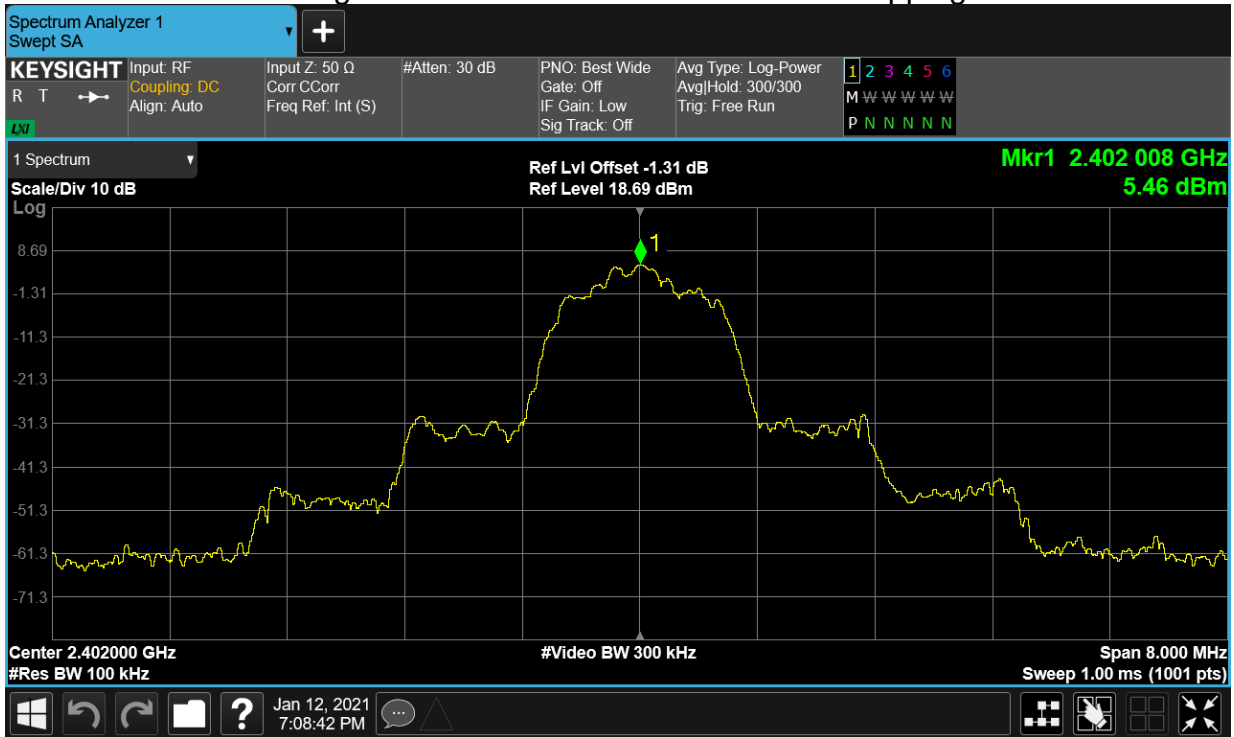 Spectrum Analyzer 1
Swept SA
+
KEYSIGHT
R T
LXI
Input: RF
Coupling: DC
Align: Auto
Input Z: 50 Ω
Corr CCorr
Freq Ref: Int (S)
#Atten: 30 dB
PNO: Best Wide
Gate: Off
IF Gain: Low
Sig Track: Off
Avg Type: Log-Power
Avg|Hold: 300/300
Trig: Free Run
1 2 3 4 5 6
M W W W W W
P N N N N N
1 Spectrum
Scale/Div 10 dB
Log
Ref Lvl Offset -1.31 dB
Ref Level 18.69 dBm
Mkr1 2.402 008 GHz
5.46 dBm
1
8.69
-1.31
-11.3
-21.3
-31.3
-41.3
-51.3
-61.3
-71.3
Center 2.402000 GHz
#Res BW 100 kHz
#Video BW 300 kHz
Span 8.000 MHz
Sweep 1.00 ms (1001 pts)
?
Jan 12, 2021
7:08:42 PM